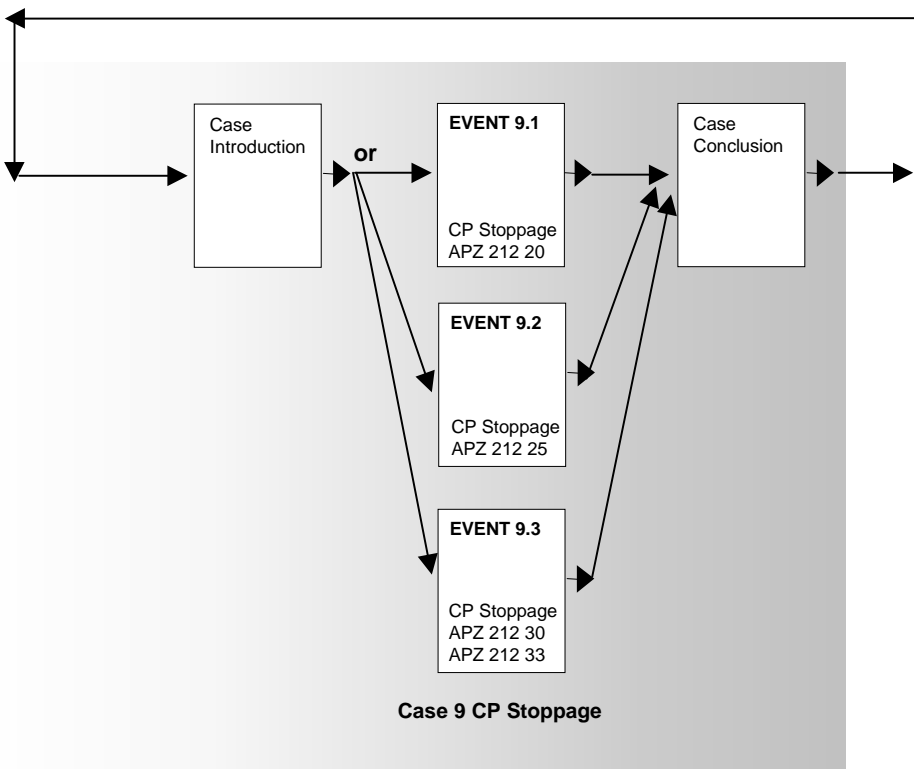 Case
Introduction
or
EVENT 9.1
CP Stoppage
APZ 212 20
EVENT 9.2
CP Stoppage
APZ 212 25
EVENT 9.3
CP Stoppage
APZ 212 30
APZ 212 33
Case
Conclusion
Case 9 CP Stoppage